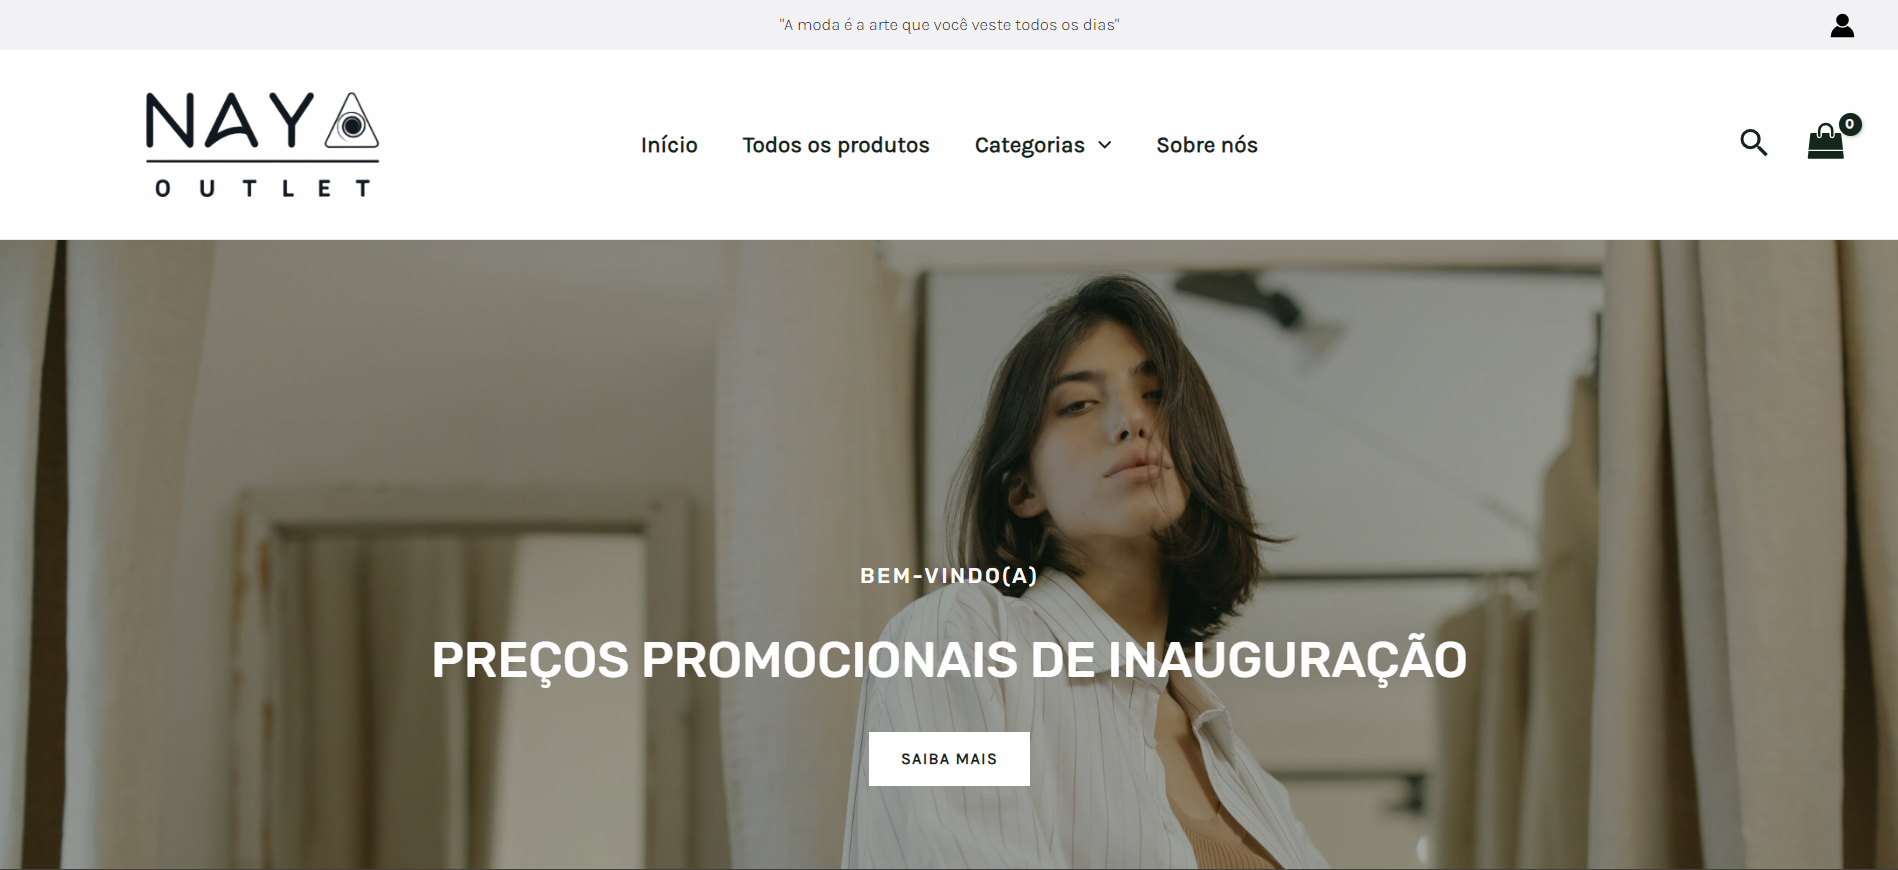 "A moda é a arte que você veste todos os dias"
NAYA
OUTLET
Início
Todos os produtos
Categorias
Sobre nós
0
BEM-VINDO(A)
PREÇOS PROMOCIONAIS DE INAUGURAÇÃO
SAIBA MAIS